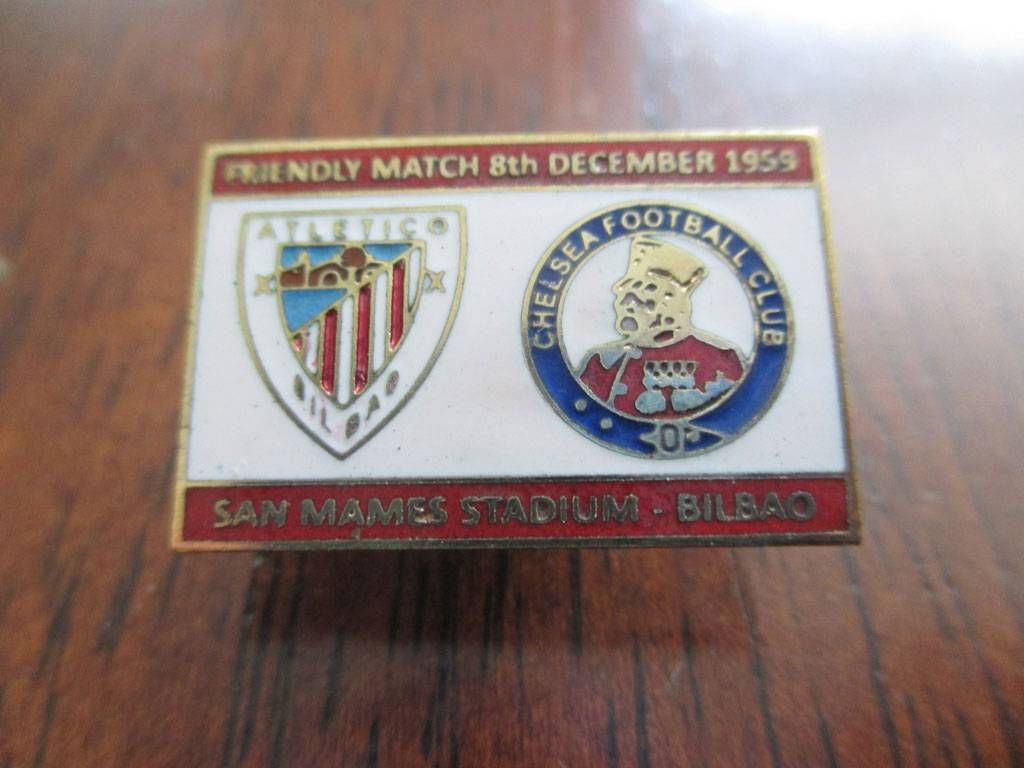 FRIENDLY MATCH 8th DECEMBER 1959
ATLETICO
BILBAO
CHELSEA FOOTBALL CLUB
SAN MAMES STADIUM - BILBAO